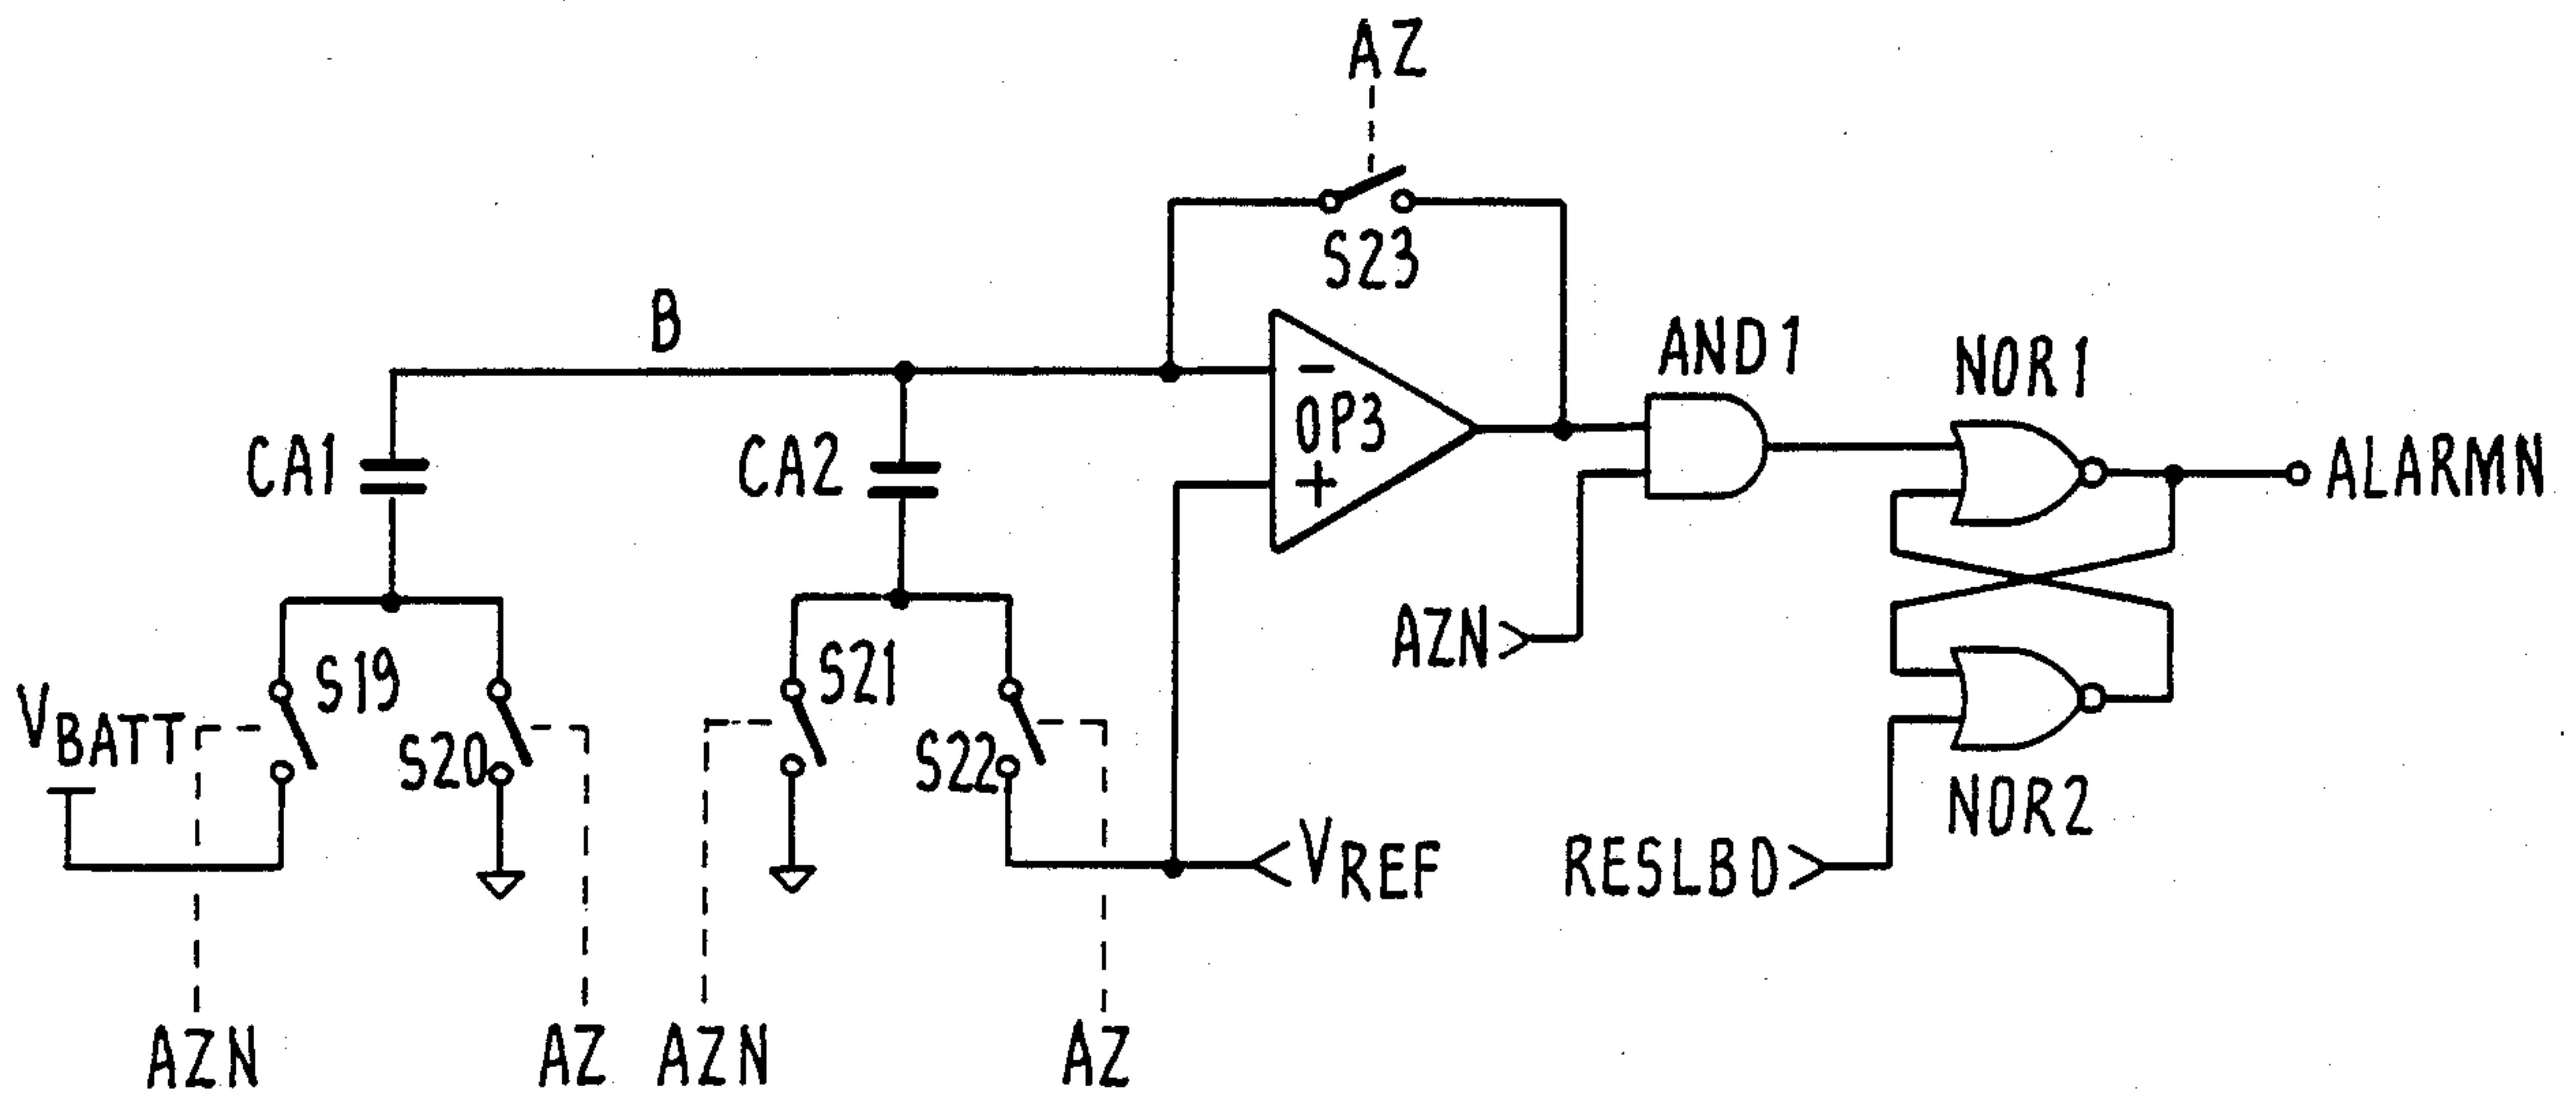 AZ
S23
B
AND1
NOR1
−
OP3
+
CA1
CA2
ALARMN
AZN
S19
S21
VBATT
S20
S22
NOR2
VREF
RESLBD
AZN
AZ
AZN
AZ